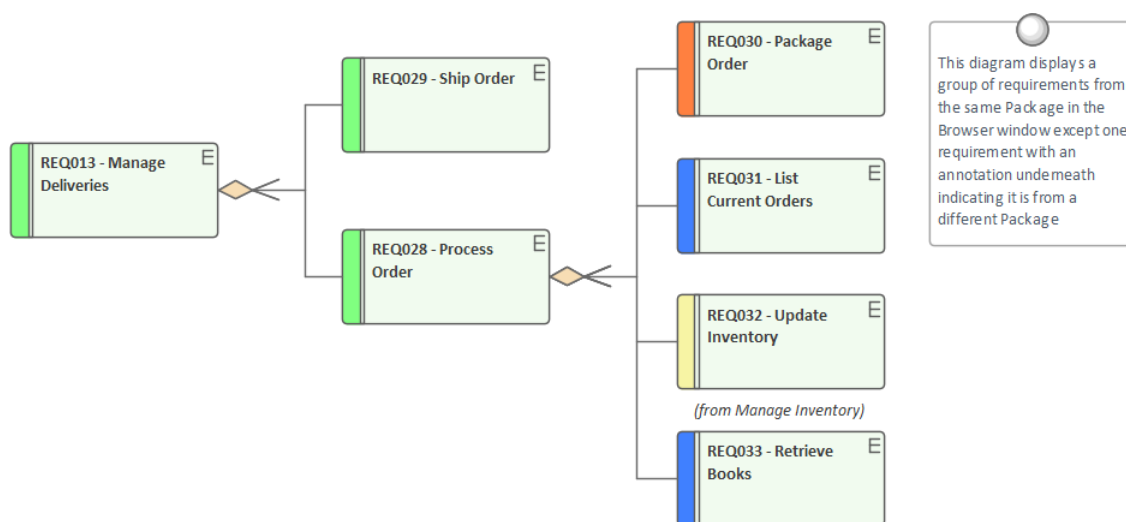 REQ013 - Manage
Deliveries
E
REQ029 - Ship Order
E
REQ028 - Process
Order
E
REQ030 - Package
Order
E
REQ031 - List
Current Orders
E
REQ032 - Update
Inventory
E
(from Manage Inventory)
REQ033 - Retrieve
Books
E
This diagram displays a
group of requirements from
the same Package in the
Browser window except one
requirement with an
annotation underneath
indicating it is from a
different Package